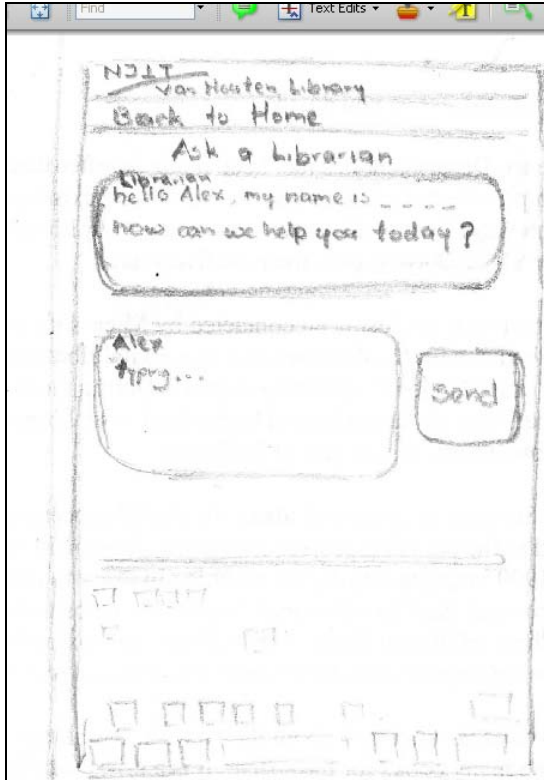 Find
Text Edits
NJIT
Van Houten Library
Back to Home
Ask a Librarian
Librarian
hello Alex, my name is _ _ _ _
how can we help you today?
Alex
typng...
Send